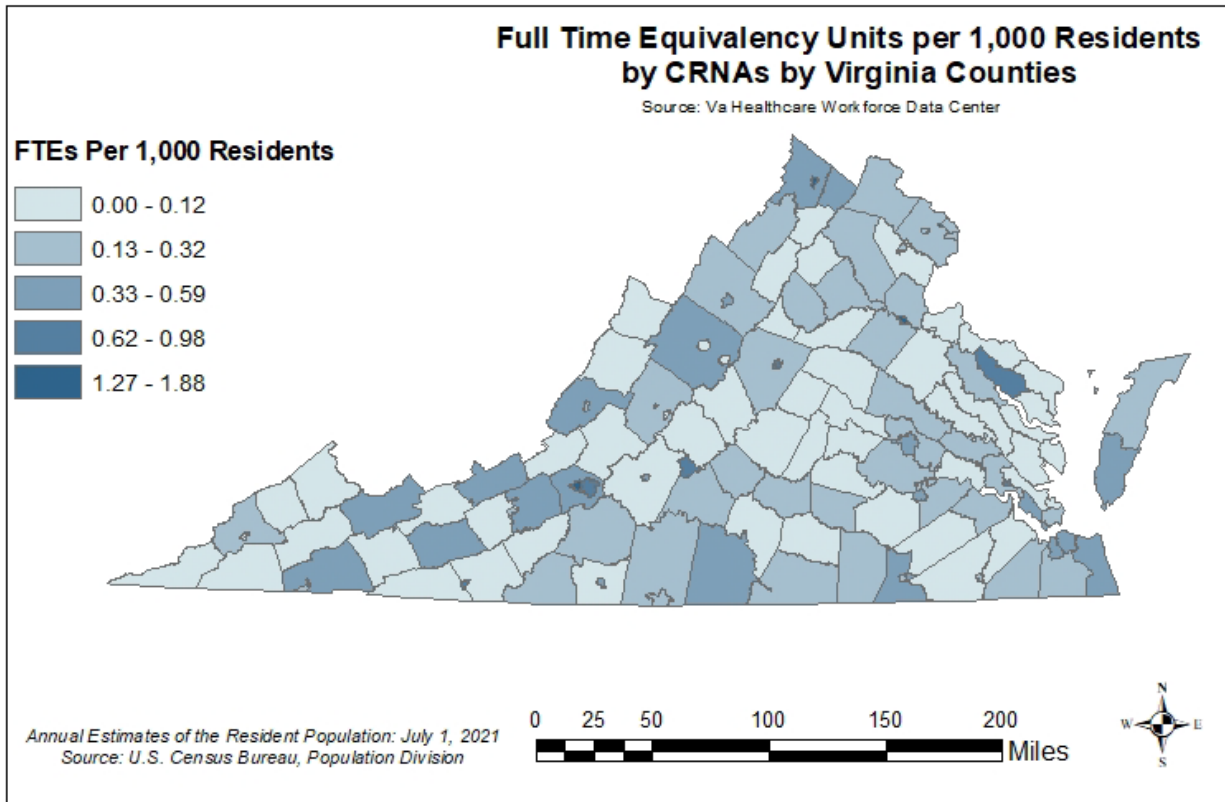 Full Time Equivalency Units per 1,000 Residents
by CRNAs by Virginia Counties
Source: Va Healthcare Workforce Data Center
FTEs Per 1,000 Residents
0.00 - 0.12
0.13 - 0.32
0.33 - 0.59
0.62 - 0.98
1.27 - 1.88
Annual Estimates of the Resident Population: July 1, 2021
Source: U.S. Census Bureau, Population Division
0 25 50 100 150 200
Miles
N
W E
S